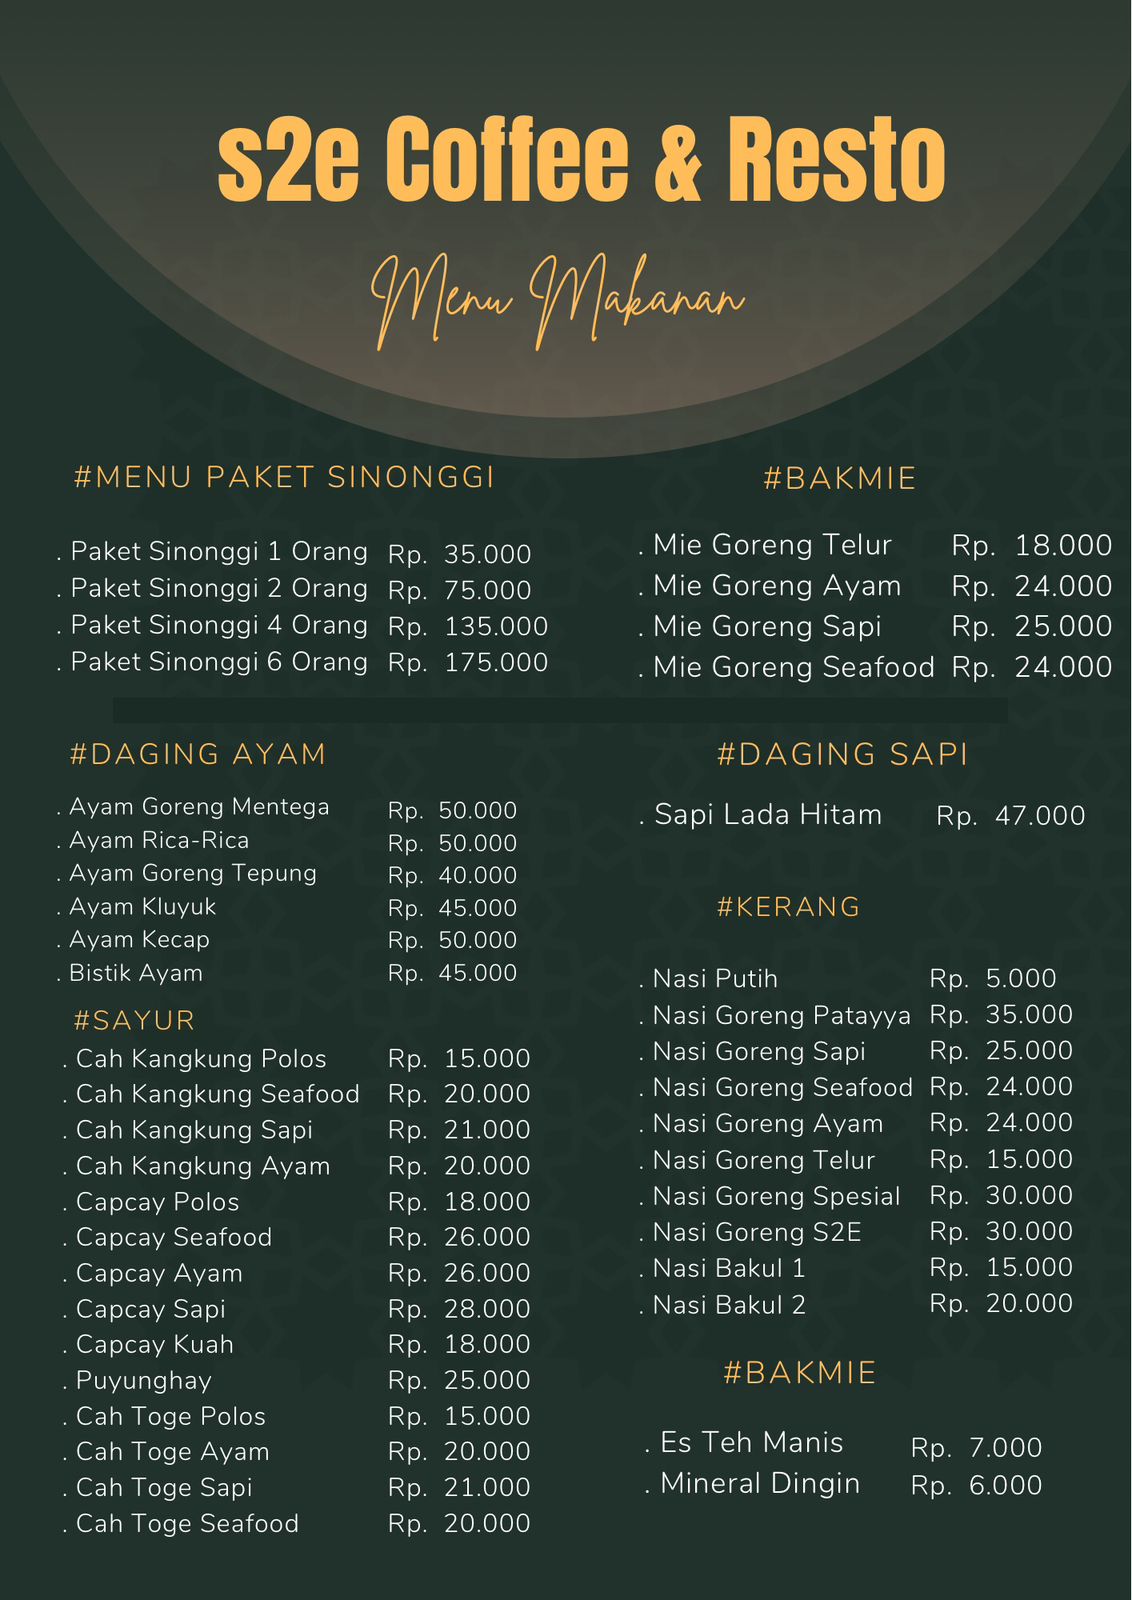 s2e Coffee & Resto
Menu Makanan
#MENU PAKET SINONGGI
. Paket Sinonggi 1 Orang Rp. 35.000
. Paket Sinonggi 2 Orang Rp. 75.000
. Paket Sinonggi 4 Orang Rp. 135.000
. Paket Sinonggi 6 Orang Rp. 175.000
#BAKMIE
. Mie Goreng Telur Rp. 18.000
. Mie Goreng Ayam Rp. 24.000
. Mie Goreng Sapi Rp. 25.000
. Mie Goreng Seafood Rp. 24.000
#DAGING AYAM
. Ayam Goreng Mentega Rp. 50.000
. Ayam Rica-Rica Rp. 50.000
. Ayam Goreng Tepung Rp. 40.000
. Ayam Kluyuk Rp. 45.000
. Ayam Kecap Rp. 50.000
. Bistik Ayam Rp. 45.000
#SAYUR
. Cah Kangkung Polos Rp. 15.000
. Cah Kangkung Seafood Rp. 20.000
. Cah Kangkung Sapi Rp. 21.000
. Cah Kangkung Ayam Rp. 20.000
. Capcay Polos Rp. 18.000
. Capcay Seafood Rp. 26.000
. Capcay Ayam Rp. 26.000
. Capcay Sapi Rp. 28.000
. Capcay Kuah Rp. 18.000
. Puyunghay Rp. 25.000
. Cah Toge Polos Rp. 15.000
. Cah Toge Ayam Rp. 20.000
. Cah Toge Sapi Rp. 21.000
. Cah Toge Seafood Rp. 20.000
#DAGING SAPI
. Sapi Lada Hitam Rp. 47.000
#KERANG
. Nasi Putih Rp. 5.000
. Nasi Goreng Patayya Rp. 35.000
. Nasi Goreng Sapi Rp. 25.000
. Nasi Goreng Seafood Rp. 24.000
. Nasi Goreng Ayam Rp. 24.000
. Nasi Goreng Telur Rp. 15.000
. Nasi Goreng Spesial Rp. 30.000
. Nasi Goreng S2E Rp. 30.000
. Nasi Bakul 1 Rp. 15.000
. Nasi Bakul 2 Rp. 20.000
#BAKMIE
. Es Teh Manis Rp. 7.000
. Mineral Dingin Rp. 6.000